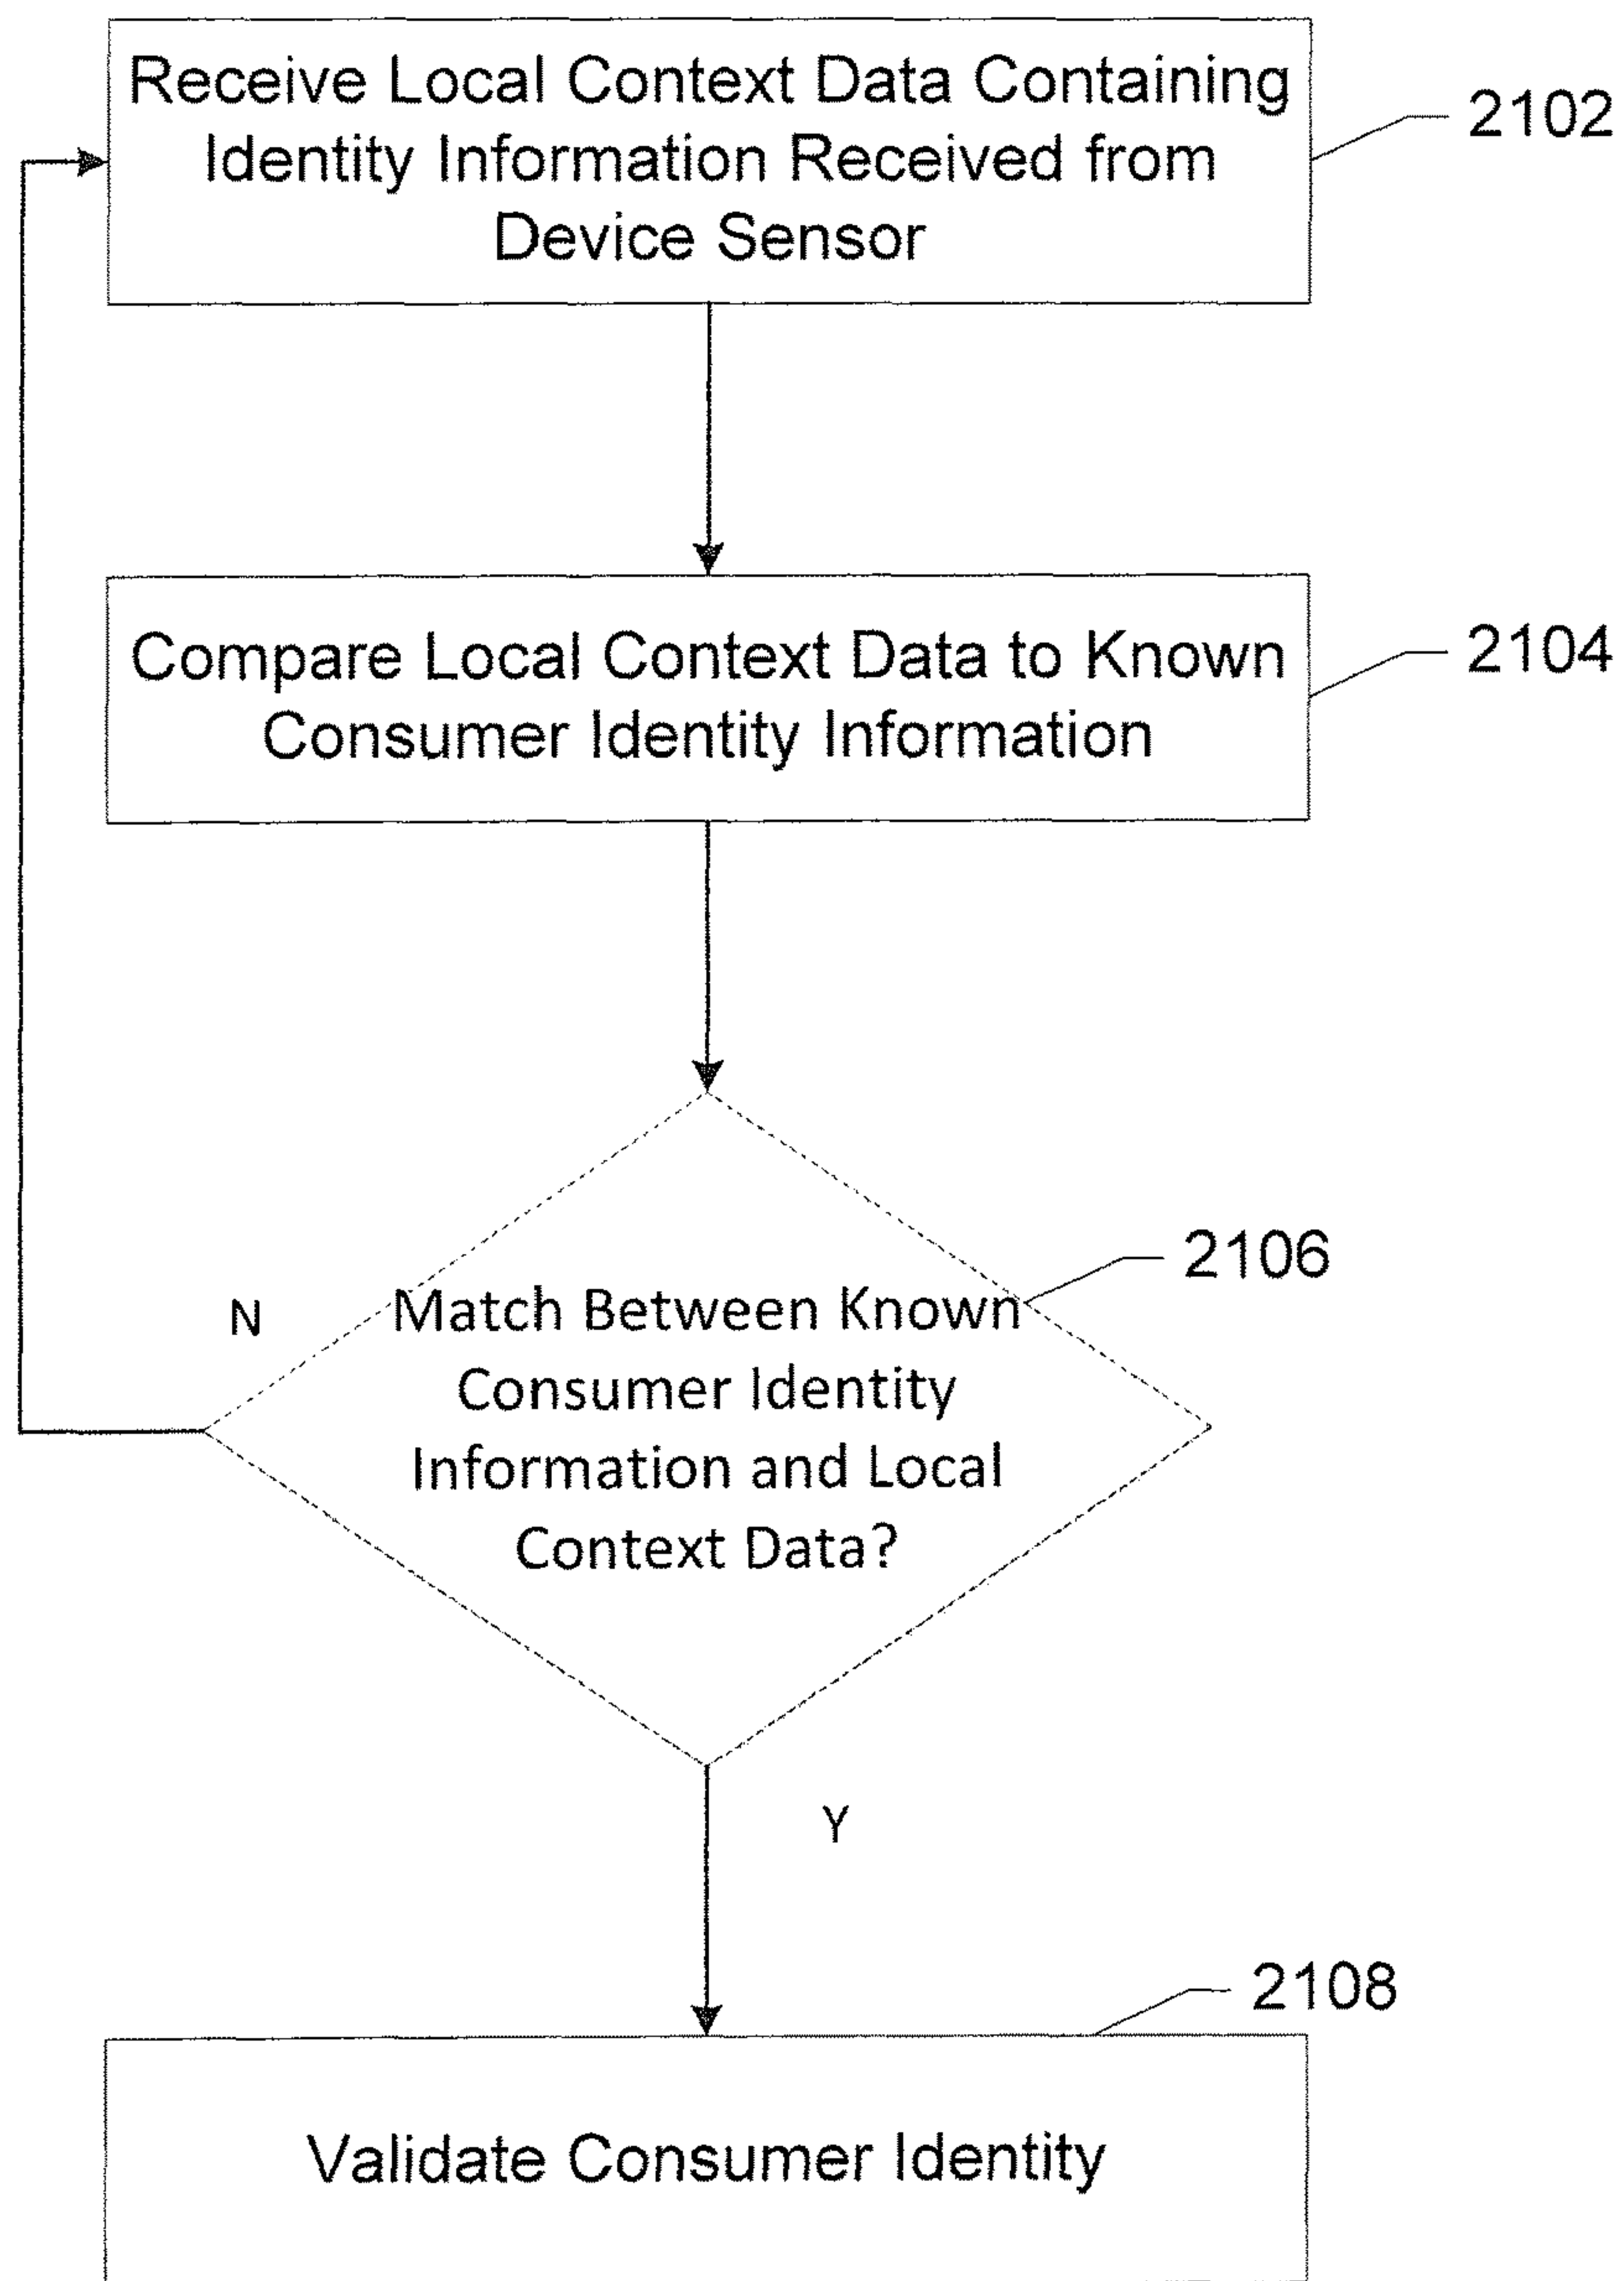 Receive Local Context Data Containing
Identity Information Received from
Device Sensor
2102
Compare Local Context Data to Known
Consumer Identity Information
2104
2106
N
Match Between Known
Consumer Identity
Information and Local
Context Data?
Y
2108
Validate Consumer Identity